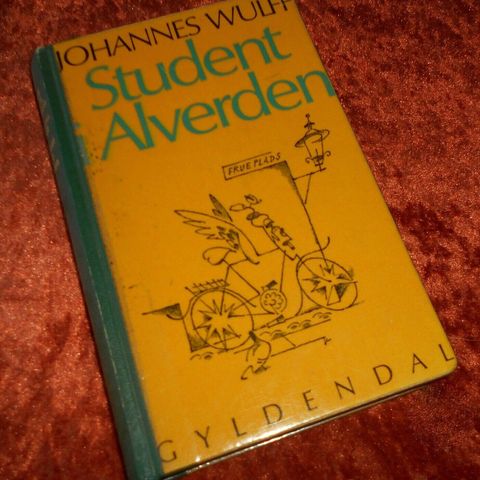 JOHANNES WULFF
Student
Alverden
FRUE PLADS
GYLDENDAL